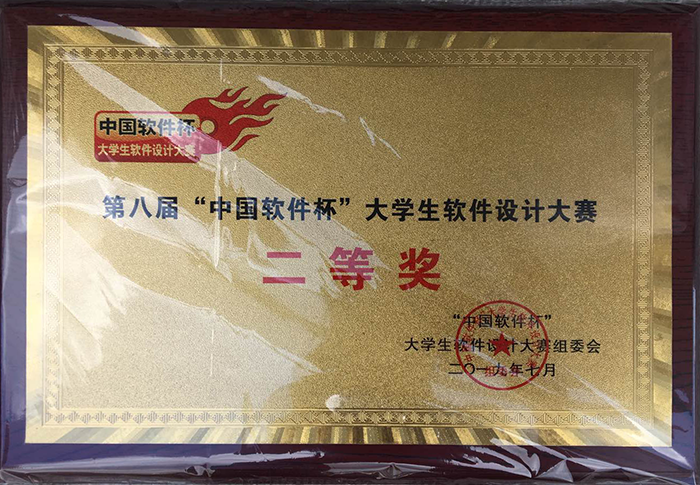 中国软件杯
大学生软件设计大赛
第八届“中国软件杯”大学生软件设计大赛
二等奖
“中国软件杯”
大学生软件设计大赛组委会
二〇一九年七月